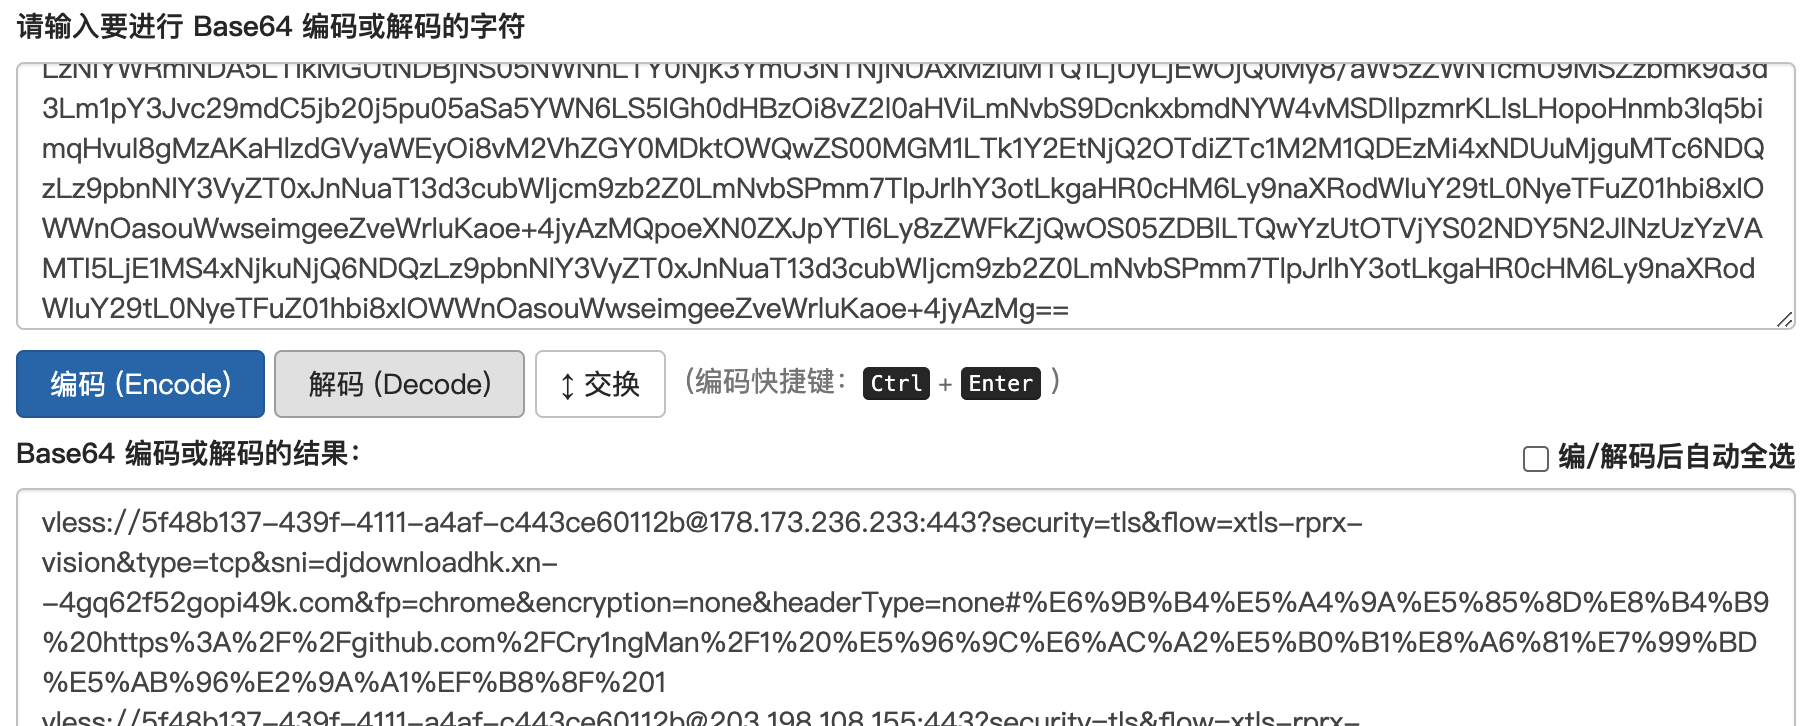 请输入要进行 Base64 编码或解码的字符
3Lm1pY3Jvc29mdC5jb20j5pu05aSa5YWN6LS5IGh0dHBzOi8vZ2l0aHViLmNvbS9DcnkxbmdNYW4vMSDllpzmrKLlsLHopoHnmb3lq5bi
mqHvuI8gMzAKaHlzdGVyaWEyOi8vM2VhZGY0MDktOWQwZS00MGM1LTk1Y2EtNjQ2OTdiZTc1M2M1QDEzMi4xNDUuMjguMTc6NDQ
zLz9pbnNlY3VyZT0xJnNuaT13d3cubWljcm9zb2Z0LmNvbSPmm7TlpJrlhY3otLkgaHR0cHM6Ly9naXRodWIuY29tL0NyeTFuZ01hbi8xIO
WWnOasouWwseimgeeZveWrluKaoe+4jyAzMQpoeXN0ZXJpYTI6Ly8zZWFkZjQwOS05ZDBlLTQwYzUtOTVjYS02NDY5N2JlNzUzYzVA
MTI5LjE1MS4xNjkuNjQ6NDQzLz9pbnNlY3VyZT0xJnNuaT13d3cubWljcm9zb2Z0LmNvbSPmm7TlpJrlhY3otLkgaHR0cHM6Ly9naXRod
WIuY29tL0NyeTFuZ01hbi8xIOWWnOasouWwseimgeeZveWrluKaoe+4jyAzMg==
编码 (Encode) 解码 (Decode) ↕ 交换 (编码快捷键： Ctrl + Enter )
Base64 编码或解码的结果：
编/解码后自动全选
vless://5f48b137-439f-4111-a4af-c443ce60112b@178.173.236.233:443?security=tls&flow=xtls-rprx-
vision&type=tcp&sni=djdownloadhk.xn-
-4gq62f52gopi49k.com&fp=chrome&encryption=none&headerType=none#%E6%9B%B4%E5%A4%9A%E5%85%8D%E8%B4%B9
%20https%3A%2F%2Fgithub.com%2FCry1ngMan%2F1%20%E5%96%9C%E6%AC%A2%E5%B0%B1%E8%A6%81%E7%99%BD
%E5%AB%96%E2%9A%A1%EF%B8%8F%201
vless://5f48b137-439f-4111-a4af-c443ce60112b@203.198.108.155:443?security=tls&flow=xtls-rprx-